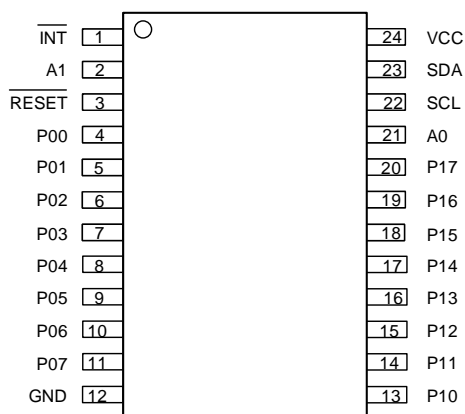 INT 1 24 VCC
A1 2 23 SDA
RESET 3 22 SCL
P00 4 21 A0
P01 5 20 P17
P02 6 19 P16
P03 7 18 P15
P04 8 17 P14
P05 9 16 P13
P06 10 15 P12
P07 11 14 P11
GND 12 13 P10